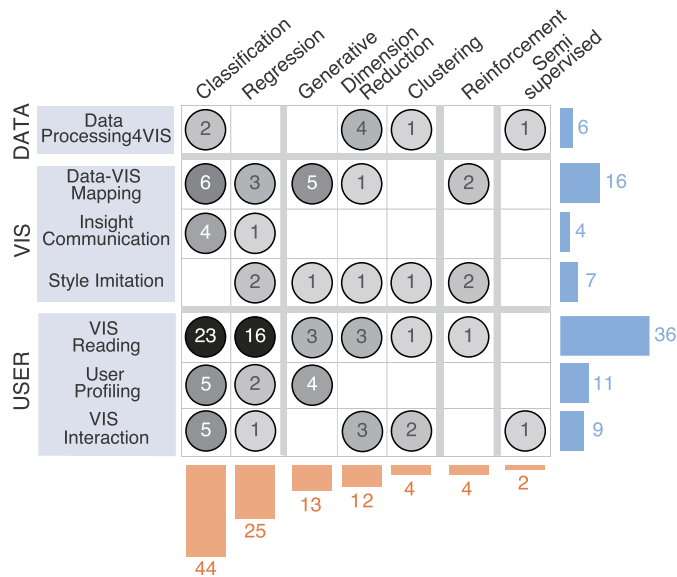 Classification
Regression
Generative
Dimension
Reduction
Clustering
Reinforcement
Semi
supervised
DATA
Data
Processing4VIS
2 4 1 1 6
VIS
Data-VIS
Mapping
6 3 5 1 2 16
Insight
Communication
4 1 4
Style Imitation
2 1 1 1 2 7
USER
VIS
Reading
23 16 3 3 1 1 36
User
Profiling
5 2 4 11
VIS
Interaction
5 1 3 2 1 9
44 25 13 12 4 4 2